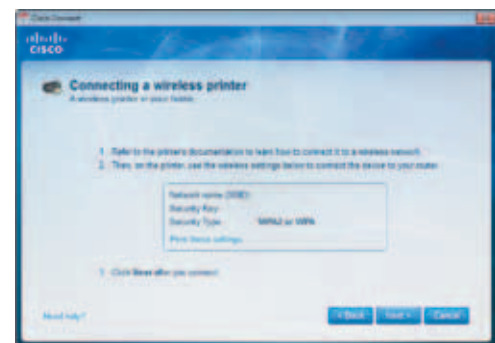 Cisco Connect
CISCO
Connecting a wireless printer
A wireless printer in your home.
1. Refer to the printer's documentation to learn how to connect it to a wireless network.
2. Then, on the printer, use the wireless settings below to connect the device to your router.
Network name (SSID):
Security Key:
Security Type: WPA2 or WPA
Print these settings
3. Click Next after you connect.
Need help?
< Back
Next >
Cancel